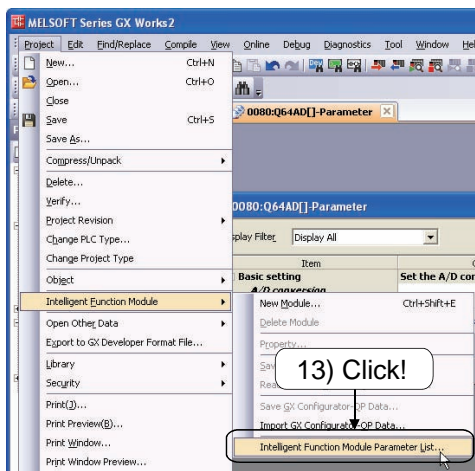 MELSOFT Series GX Works2
Project Edit Find/Replace Compile View Online Debug Diagnostics Tool Window Hel
New... Ctrl+N
Open... Ctrl+O
Close
Save Ctrl+S
Save As...
Compress/Unpack
Delete...
Verify...
Project Revision
Change PLC Type...
Change Project Type
Object
Intelligent Function Module
Open Other Data
Export to GX Developer Format File...
Library
Security
Print(J)...
Print Preview(B)...
Print Window...
Print Window Preview...
0080:Q64AD[]-Parameter
0080:Q64AD[]-Parameter
splay Filter Display All
Item
Basic setting Set the A/D con
A/D conversion
New Module... Ctrl+Shift+E
Delete Module
Property...
13) Click!
Save GX Configurator-QP Data...
Import GX Configurator-QP Data...
Intelligent Function Module Parameter List...